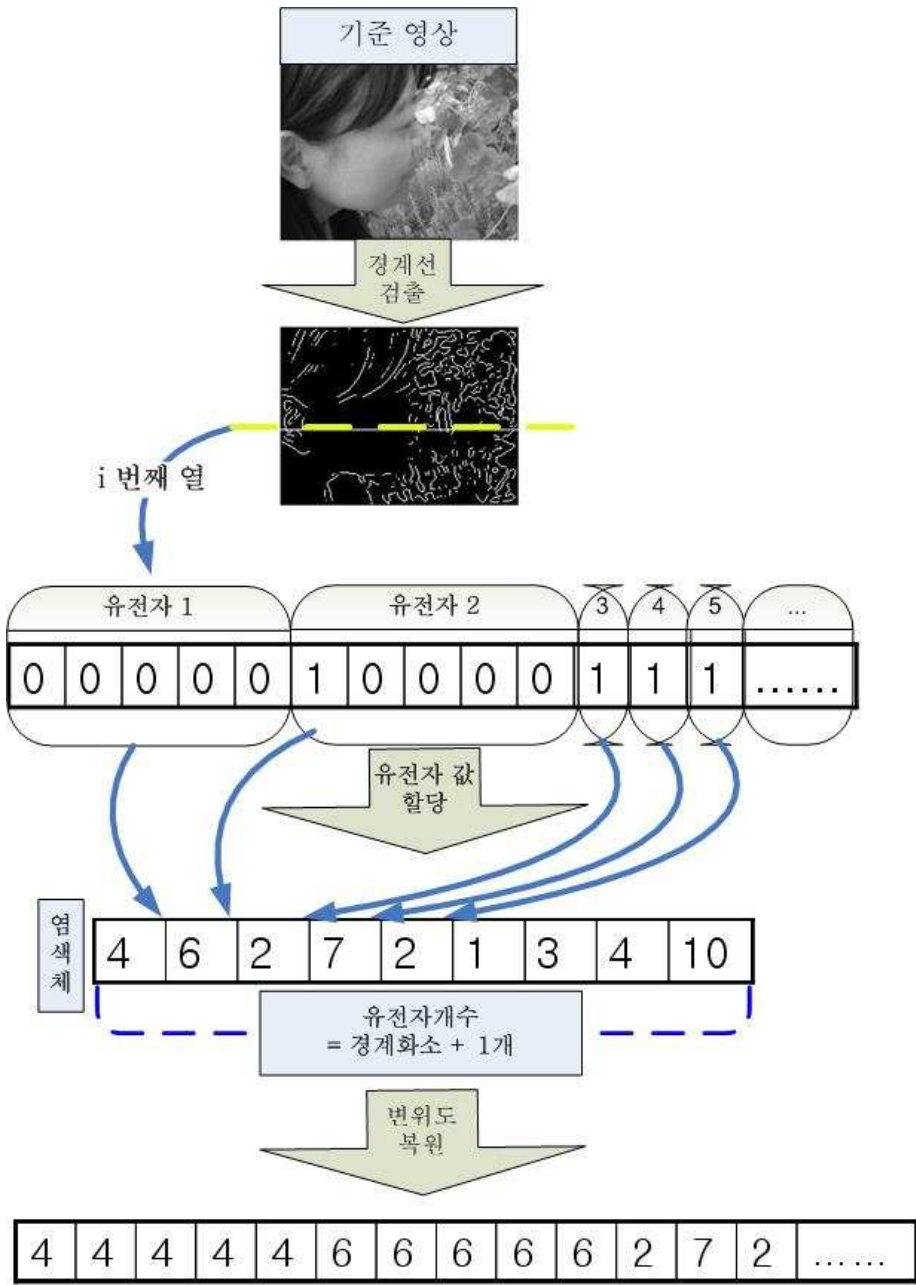 기준 영상
경계선
검출
i 번째 열
유전자 1 유전자 2 3 4 5 ...
0 0 0 0 0 1 0 0 0 0 1 1 1 ......
유전자 값
할당
염
색
체
4 6 2 7 2 1 3 4 10
유전자개수
= 경계화소 + 1개
변위도
복원
4 4 4 4 4 6 6 6 6 6 2 7 2 ......